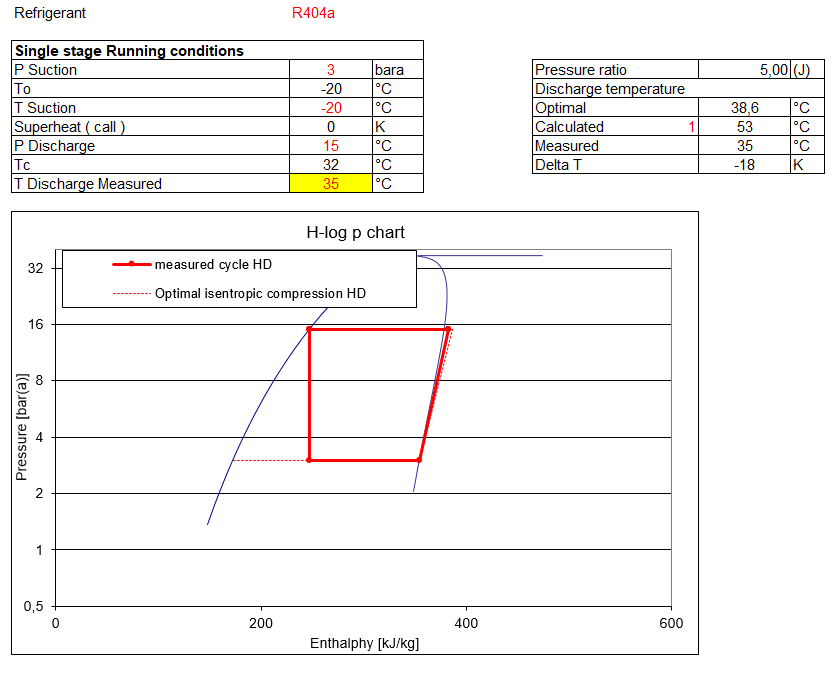 Refrigerant R404a
Single stage Running conditions
P Suction 3 bara
To -20 °C
T Suction -20 °C
Superheat ( call ) 0 K
P Discharge 15 °C
Tc 32 °C
T Discharge Measured 35 °C
Pressure ratio 5,00 (J)
Discharge temperature
Optimal 38,6 °C
Calculated 1 53 °C
Measured 35 °C
Delta T -18 K
H-log p chart
measured cycle HD
Optimal isentropic compression HD
Pressure [bar(a)]
32
16
8
4
2
1
0,5
0 200 400 600
Enthalphy [kJ/kg]